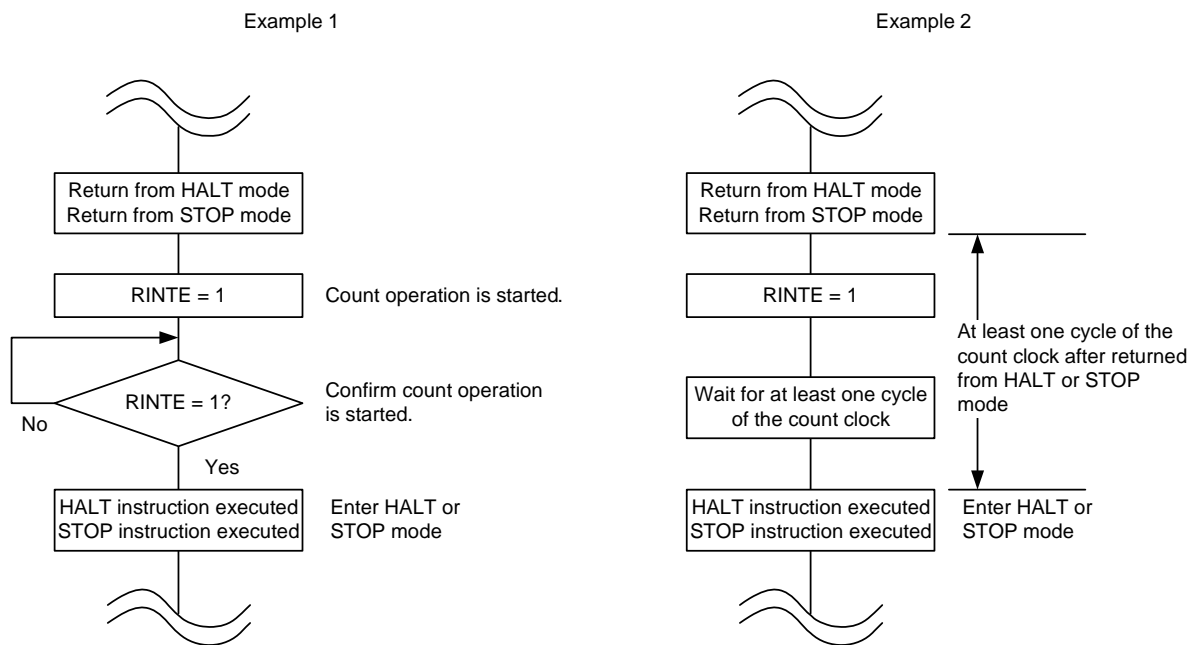 Example 1
Return from HALT mode
Return from STOP mode
RINTE = 1
Count operation is started.
RINTE = 1?
Confirm count operation
is started.
No
Yes
HALT instruction executed
STOP instruction executed
Enter HALT or
STOP mode
Example 2
Return from HALT mode
Return from STOP mode
RINTE = 1
At least one cycle of the
count clock after returned
from HALT or STOP
mode
Wait for at least one cycle
of the count clock
HALT instruction executed
STOP instruction executed
Enter HALT or
STOP mode